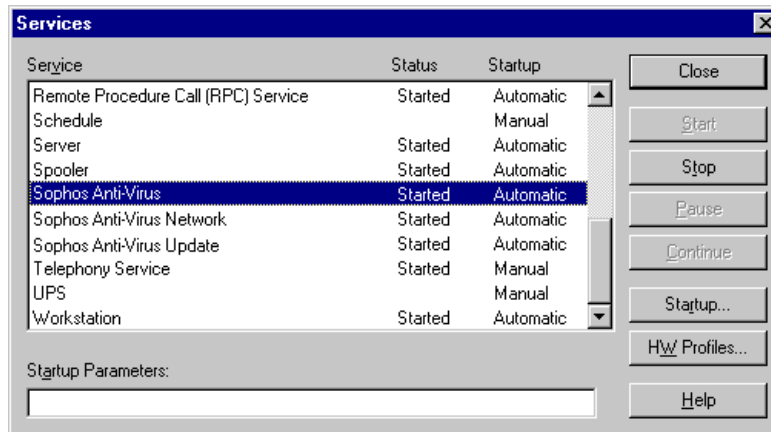 Services
Service Status Startup
Remote Procedure Call (RPC) Service Started Automatic
Schedule Manual
Server Started Automatic
Spooler Started Automatic
Sophos Anti-Virus Started Automatic
Sophos Anti-Virus Network Started Automatic
Sophos Anti-Virus Update Started Automatic
Telephony Service Started Manual
UPS Manual
Workstation Started Automatic
Startup Parameters:
Close
Start
Stop
Pause
Continue
Startup...
HW Profiles...
Help